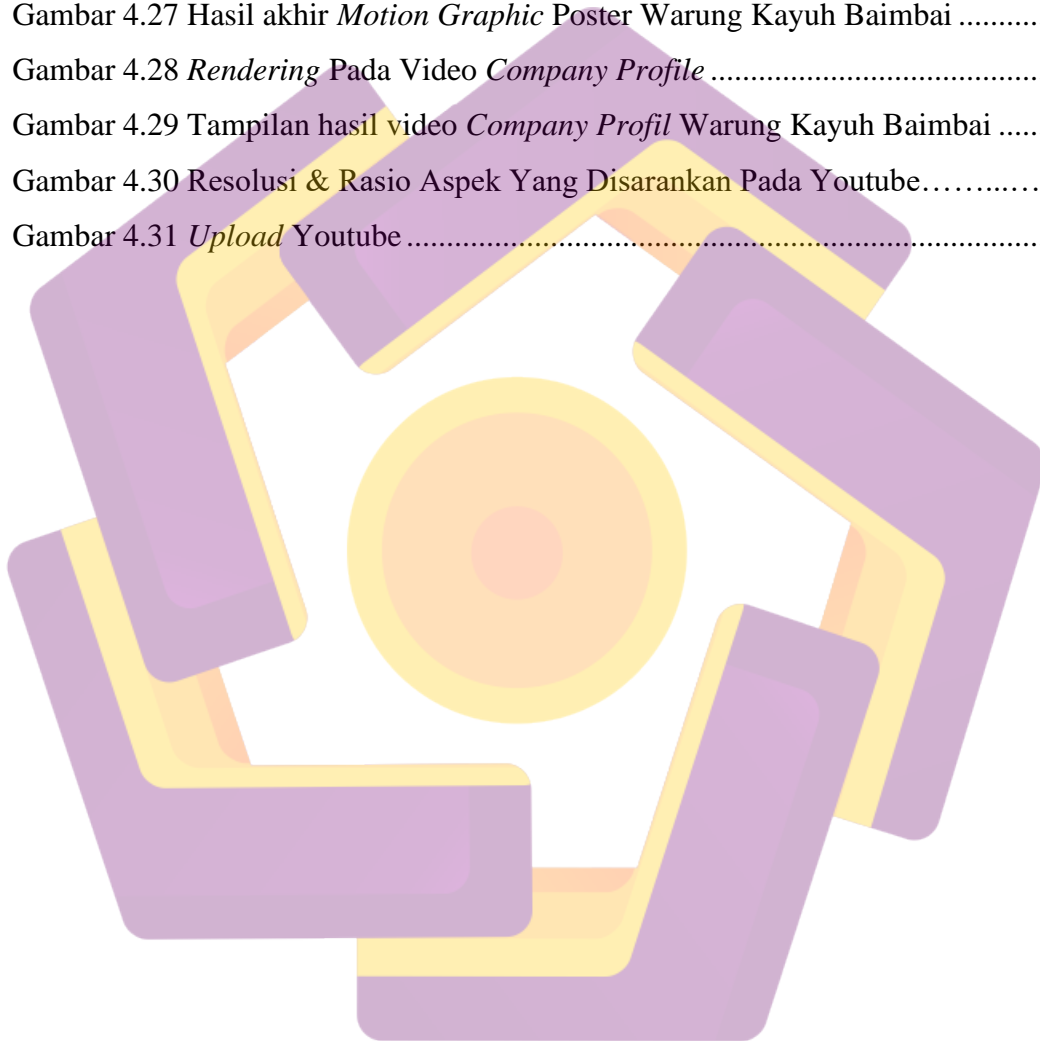 Gambar 4.27 Hasil akhir Motion Graphic Poster Warung Kayuh Baimbai ..........
Gambar 4.28 Rendering Pada Video Company Profile ......................................
Gambar 4.29 Tampilan hasil video Company Profil Warung Kayuh Baimbai .....
Gambar 4.30 Resolusi & Rasio Aspek Yang Disarankan Pada Youtube……...…
Gambar 4.31 Upload Youtube ...........................................................................